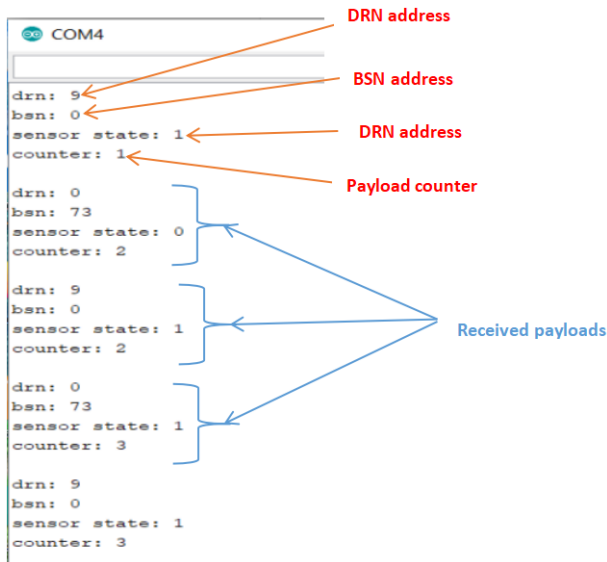 DRN address
COM4
BSN address
drn: 9
bsn: 0
sensor state: 1
DRN address
counter: 1
Payload counter
drn: 0
bsn: 73
sensor state: 0
counter: 2
drn: 9
bsn: 0
sensor state: 1
counter: 2
Received payloads
drn: 0
bsn: 73
sensor state: 1
counter: 3
drn: 9
bsn: 0
sensor state: 1
counter: 3